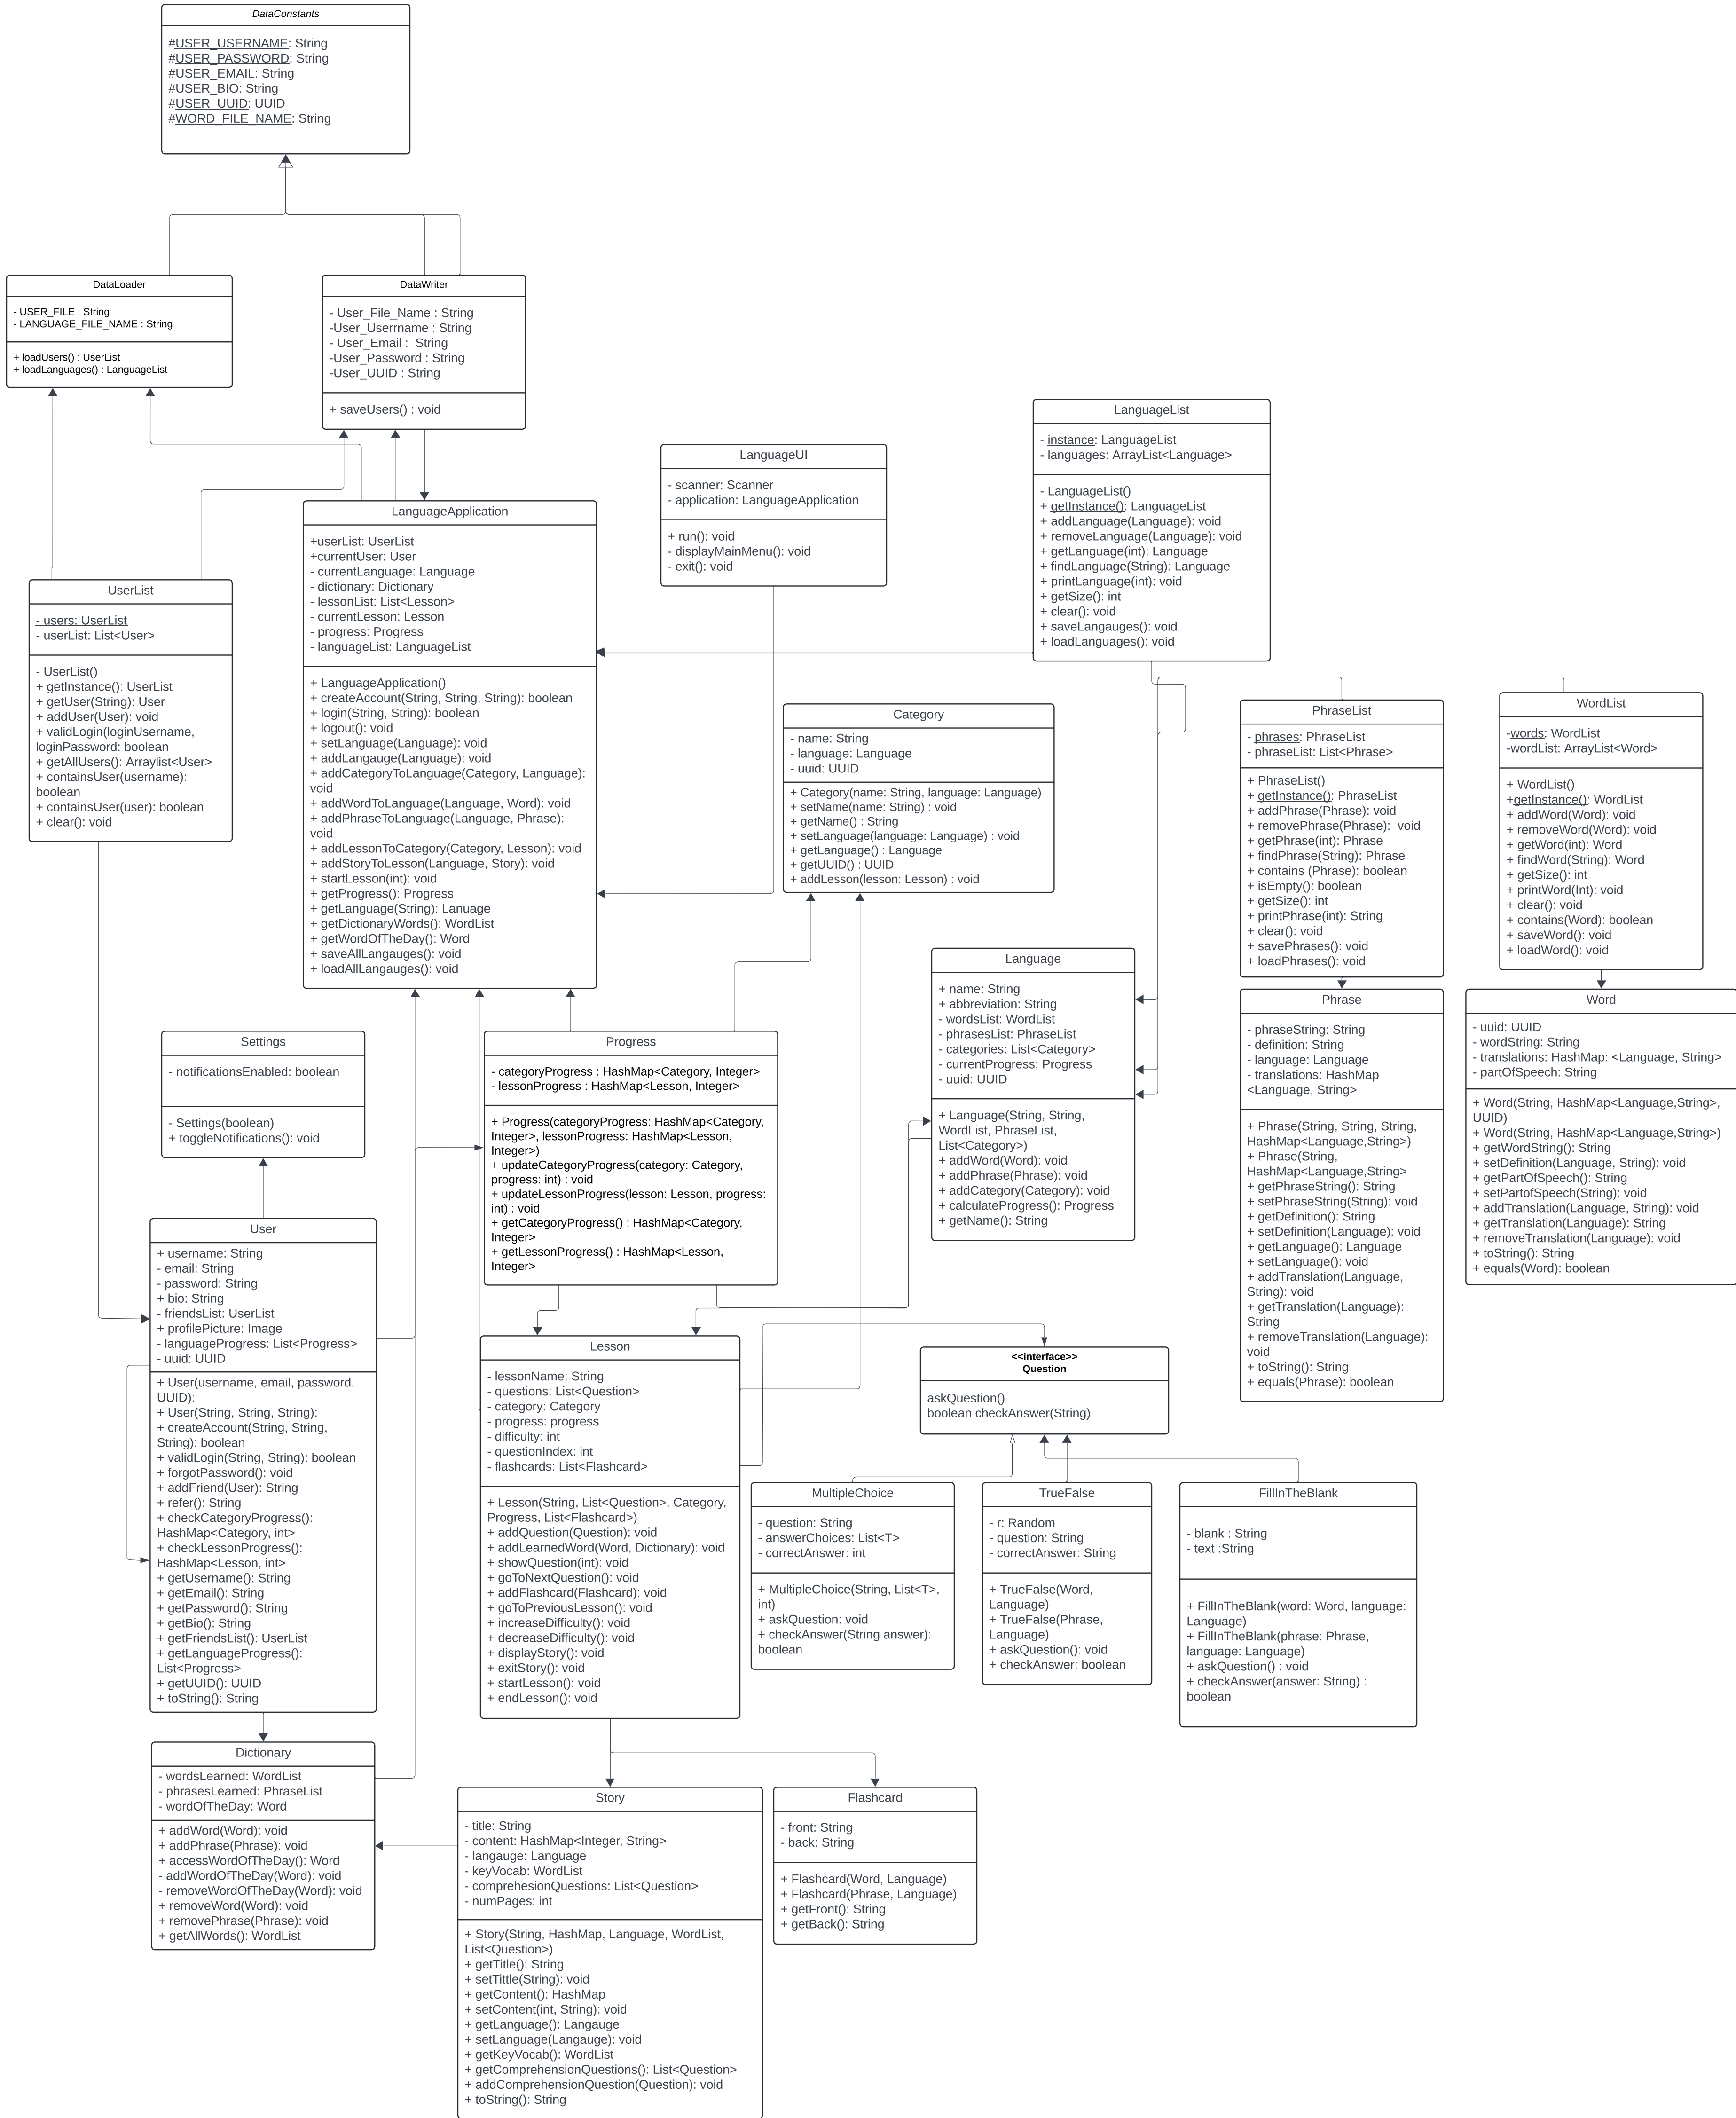 DataConstants
#USER_USERNAME: String
#USER_PASSWORD: String
#USER_EMAIL: String
#USER_BIO: String
#USER_UUID: UUID
#WORD_FILE_NAME: String
DataLoader
- USER_FILE : String
- LANGUAGE_FILE_NAME : String
+ loadUsers() : UserList
+ loadLanguages() : LanguageList
DataWriter
- User_File_Name : String
-User_Userrname : String
- User_Email :  String
-User_Password : String
-User_UUID : String
+ saveUsers() : void
LanguageList
- instance: LanguageList
- languages: ArrayList<Language>
- LanguageList()
+ getInstance(): LanguageList
+ addLanguage(Language): void
+ removeLanguage(Language): void
+ getLanguage(int): Language
+ findLanguage(String): Language
+ printLanguage(int): void
+ getSize(): int
+ clear(): void
+ saveLangauges(): void
+ loadLanguages(): void
LanguageUI
- scanner: Scanner
- application: LanguageApplication
+ run(): void
- displayMainMenu(): void
- exit(): void
LanguageApplication
+userList: UserList
+currentUser: User
- currentLanguage: Language
- dictionary: Dictionary
- lessonList: List<Lesson>
- currentLesson: Lesson
- progress: Progress
- languageList: LanguageList
+ LanguageApplication()
+ createAccount(String, String, String): boolean
+ login(String, String): boolean
+ logout(): void
+ setLanguage(Language): void
+ addLangauge(Language): void
+ addCategoryToLanguage(Category, Language):
void
+ addWordToLanguage(Language, Word): void
+ addPhraseToLanguage(Language, Phrase):
void
+ addLessonToCategory(Category, Lesson): void
+ addStoryToLesson(Language, Story): void
+ startLesson(int): void
+ getProgress(): Progress
+ getLanguage(String): Lanuage
+ getDictionaryWords(): WordList
+ getWordOfTheDay(): Word
+ saveAllLangauges(): void
+ loadAllLangauges(): void
UserList
- users: UserList
- userList: List<User>
- UserList()
+ getInstance(): UserList
+ getUser(String): User
+ addUser(User): void
+ validLogin(loginUsername,
loginPassword: boolean
+ getAllUsers(): Arraylist<User>
+ containsUser(username):
boolean
+ containsUser(user): boolean
+ clear(): void
Category
- name: String
- language: Language
- uuid: UUID
+ Category(name: String, language: Language)
+ setName(name: String) : void
+ getName() : String
+ setLanguage(language: Language) : void
+ getLanguage() : Language
+ getUUID() : UUID
+ addLesson(lesson: Lesson) : void
PhraseList
- phrases: PhraseList
- phraseList: List<Phrase>
+ PhraseList()
+ getInstance(): PhraseList
+ addPhrase(Phrase): void
+ removePhrase(Phrase):  void
+ getPhrase(int): Phrase
+ findPhrase(String): Phrase
+ contains (Phrase): boolean
+ isEmpty(): boolean
+ getSize(): int
+ printPhrase(int): String
+ clear(): void
+ savePhrases(): void
+ loadPhrases(): void
WordList
-words: WordList
-wordList: ArrayList<Word>
+ WordList()
+getInstance(): WordList
+ addWord(Word): void
+ removeWord(Word): void
+ getWord(int): Word
+ findWord(String): Word
+ getSize(): int
+ printWord(Int): void
+ clear(): void
+ contains(Word): boolean
+ saveWord(): void
+ loadWord(): void
Language
+ name: String
+ abbreviation: String
- wordsList: WordList
- phrasesList: PhraseList
- categories: List<Category>
- currentProgress: Progress
- uuid: UUID
+ Language(String, String,
WordList, PhraseList,
List<Category>)
+ addWord(Word): void
+ addPhrase(Phrase): void
+ addCategory(Category): void
+ calculateProgress(): Progress
+ getName(): String
Phrase
- phraseString: String
- definition: String
- language: Language
- translations: HashMap
<Language, String>
+ Phrase(String, String, String,
HashMap<Language,String>)
+ Phrase(String,
HashMap<Language,String>
+ getPhraseString(): String
+ setPhraseString(String): void
+ getDefinition(): String
+ setDefinition(Language): void
+ getLanguage(): Language
+ setLanguage(): void
+ addTranslation(Language,
String): void
+ getTranslation(Language):
String
+ removeTranslation(Language):
void
+ toString(): String
+ equals(Phrase): boolean
Word
- uuid: UUID
- wordString: String
- translations: HashMap: <Language, String>
- partOfSpeech: String
+ Word(String, HashMap<Language,String>,
UUID)
+ Word(String, HashMap<Language,String>)
+ getWordString(): String
+ setDefinition(Language, String): void
+ getPartOfSpeech(): String
+ setPartofSpeech(String): void
+ addTranslation(Language, String): void
+ getTranslation(Language): String
+ removeTranslation(Language): void
+ toString(): String
+ equals(Word): boolean
Settings
- notificationsEnabled: boolean
- Settings(boolean)
+ toggleNotifications(): void
Progress
- categoryProgress : HashMap<Category, Integer>
- lessonProgress : HashMap<Lesson, Integer>
+ Progress(categoryProgress: HashMap<Category,
Integer>, lessonProgress: HashMap<Lesson,
Integer>)
+ updateCategoryProgress(category: Category,
progress: int) : void
+ updateLessonProgress(lesson: Lesson, progress:
int) : void
+ getCategoryProgress() : HashMap<Category,
Integer>
+ getLessonProgress() : HashMap<Lesson,
Integer>
User
+ username: String
- email: String
- password: String
+ bio: String
- friendsList: UserList
+ profilePicture: Image
- languageProgress: List<Progress>
- uuid: UUID
+ User(username, email, password,
UUID):
+ User(String, String, String):
+ createAccount(String, String,
String): boolean
+ validLogin(String, String): boolean
+ forgotPassword(): void
+ addFriend(User): String
+ refer(): String
+ checkCategoryProgress():
HashMap<Category, int>
+ checkLessonProgress():
HashMap<Lesson, int>
+ getUsername(): String
+ getEmail(): String
+ getPassword(): String
+ getBio(): String
+ getFriendsList(): UserList
+ getLanguageProgress():
List<Progress>
+ getUUID(): UUID
+ toString(): String
Lesson
- lessonName: String
- questions: List<Question>
- category: Category
- progress: progress
- difficulty: int
- questionIndex: int
- flashcards: List<Flashcard>
+ Lesson(String, List<Question>, Category,
Progress, List<Flashcard>)
+ addQuestion(Question): void
+ addLearnedWord(Word, Dictionary): void
+ showQuestion(int): void
+ goToNextQuestion(): void
+ addFlashcard(Flashcard): void
+ goToPreviousLesson(): void
+ increaseDifficulty(): void
+ decreaseDifficulty(): void
+ displayStory(): void
+ exitStory(): void
+ startLesson(): void
+ endLesson(): void
<<interface>>
Question
askQuestion()
boolean checkAnswer(String)
MultipleChoice
- question: String
- answerChoices: List<T>
- correctAnswer: int
+ MultipleChoice(String, List<T>,
int)
+ askQuestion: void
+ checkAnswer(String answer):
boolean
TrueFalse
- r: Random
- question: String
- correctAnswer: String
+ TrueFalse(Word,
Language)
+ TrueFalse(Phrase,
Language)
+ askQuestion(): void
+ checkAnswer: boolean
FillInTheBlank
- blank : String
- text :String
+ FillInTheBlank(word: Word, language:
Language)
+ FillInTheBlank(phrase: Phrase,
language: Language)
+ askQuestion() : void
+ checkAnswer(answer: String) :
boolean
Dictionary
- wordsLearned: WordList
- phrasesLearned: PhraseList
- wordOfTheDay: Word
+ addWord(Word): void
+ addPhrase(Phrase): void
+ accessWordOfTheDay(): Word
- addWordOfTheDay(Word): void
- removeWordOfTheDay(Word): void
+ removeWord(Word): void
+ removePhrase(Phrase): void
+ getAllWords(): WordList
Story
- title: String
- content: HashMap<Integer, String>
- langauge: Language
- keyVocab: WordList
- comprehesionQuestions: List<Question>
- numPages: int
+ Story(String, HashMap, Language, WordList,
List<Question>)
+ getTitle(): String
+ setTittle(String): void
+ getContent(): HashMap
+ setContent(int, String): void
+ getLanguage(): Langauge
+ setLanguage(Langauge): void
+ getKeyVocab(): WordList
+ getComprehensionQuestions(): List<Question>
+ addComprehensionQuestion(Question): void
+ toString(): String
Flashcard
- front: String
- back: String
+ Flashcard(Word, Language)
+ Flashcard(Phrase, Language)
+ getFront(): String
+ getBack(): String